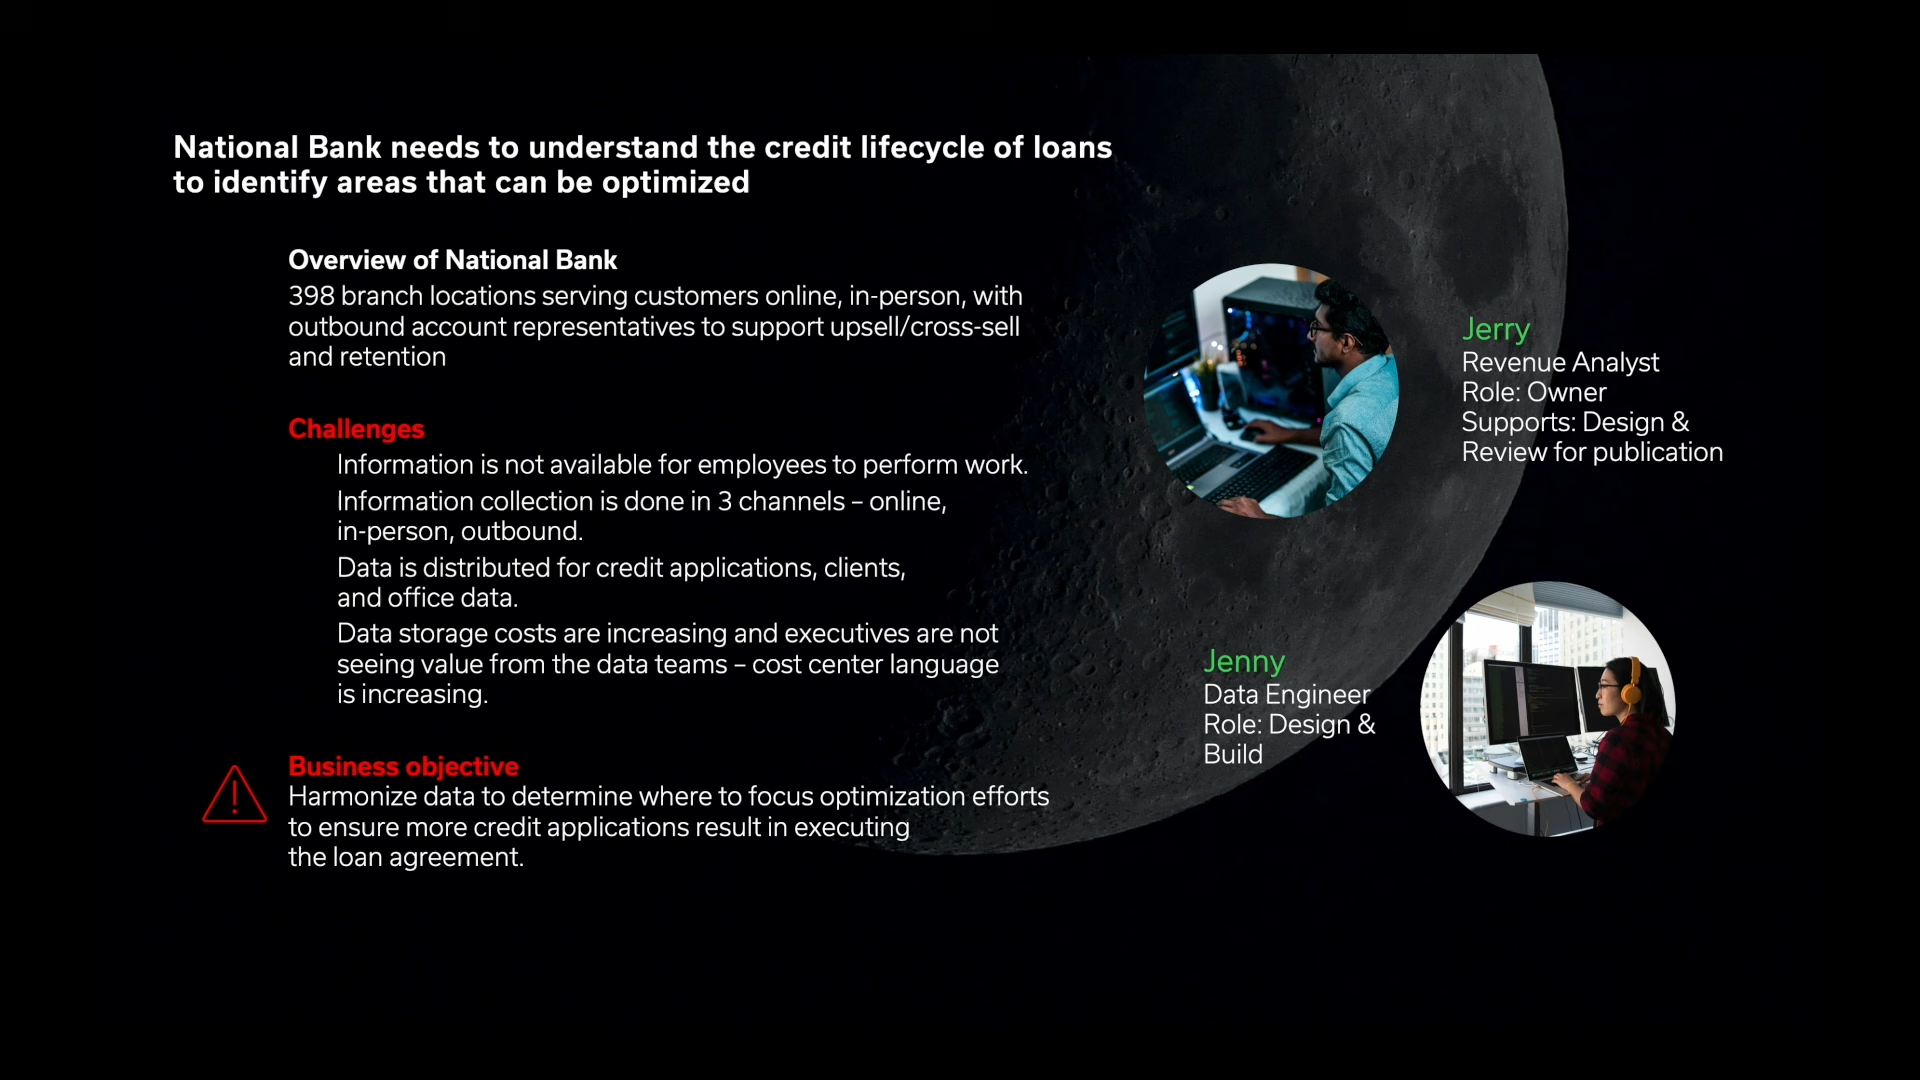 National Bank needs to understand the credit lifecycle of loans
to identify areas that can be optimized
Overview of National Bank
398 branch locations serving customers online, in-person, with
outbound account representatives to support upsell/cross-sell
and retention
Challenges
Information is not available for employees to perform work.
Information collection is done in 3 channels – online,
in-person, outbound.
Data is distributed for credit applications, clients,
and office data.
Data storage costs are increasing and executives are not
seeing value from the data teams – cost center language
is increasing.
Business objective
Harmonize data to determine where to focus optimization efforts
to ensure more credit applications result in executing
the loan agreement.
Jerry
Revenue Analyst
Role: Owner
Supports: Design &
Review for publication
Jenny
Data Engineer
Role: Design &
Build